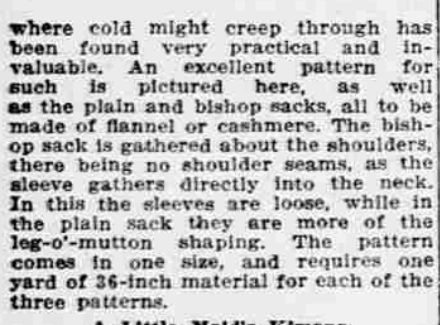 where cold might creep through has
been found very practical and in-
valuable. An excellent pattern for
such is pictured here, as well
as the plain and bishop sacks, all to be
made of flannel or cashmere. The bish-
op sack is gathered about the shoulders,
there being no shoulder seams, as the
sleeve gathers directly into the neck.
In this the sleeves are loose, while in
the plain sack they are more of the
leg-o'-mutton shaping. The pattern
comes in one size, and requires one
yard of 36-inch material for each of the
three patterns.
A Little Maid's Kimono